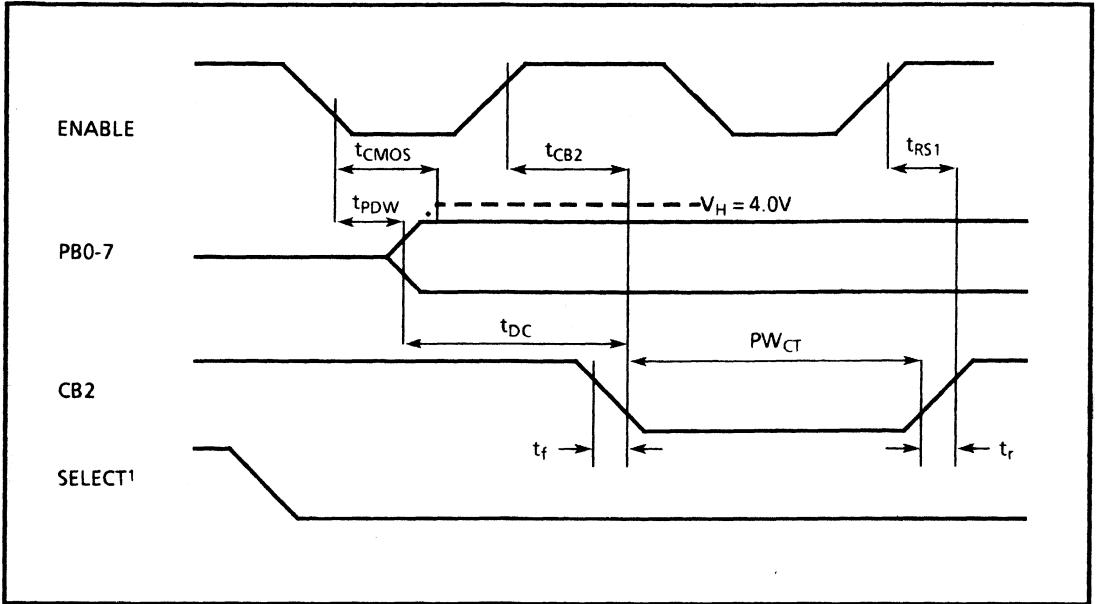 ENABLE
tCMOS
tCB2
tRS1
tPDW
VH = 4.0V
PB0-7
tDC
PWCT
CB2
tf
tr
SELECT1